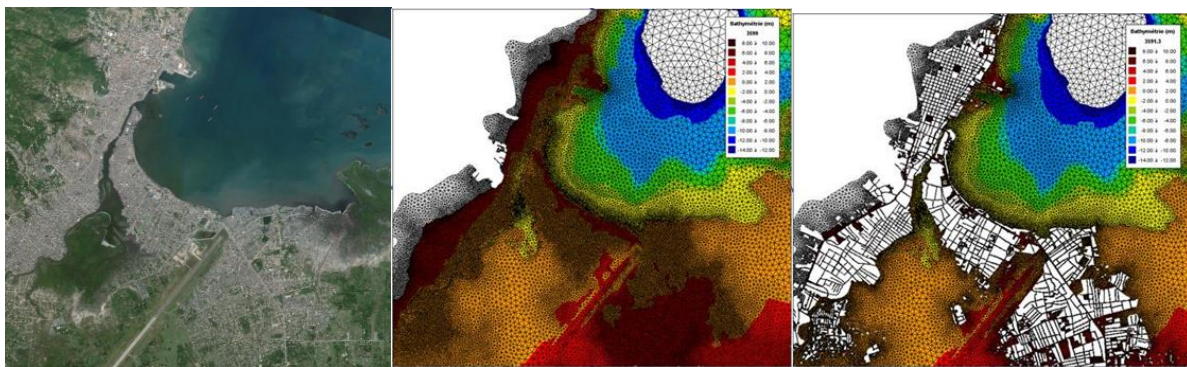 Bathymétrie (m)
3599
8.00 à 10.00
6.00 à 8.00
4.00 à 6.00
2.00 à 4.00
0.00 à 2.00
-2.00 à 0.00
-4.00 à -2.00
-6.00 à -4.00
-8.00 à -6.00
-10.00 à -8.00
-12.00 à -10.00
-14.00 à -12.00
Bathymétrie (m)
3591.3
8.00 à 10.00
6.00 à 8.00
4.00 à 6.00
2.00 à 4.00
0.00 à 2.00
-2.00 à 0.00
-4.00 à -2.00
-6.00 à -4.00
-8.00 à -6.00
-10.00 à -8.00
-12.00 à -10.00
-14.00 à -12.00